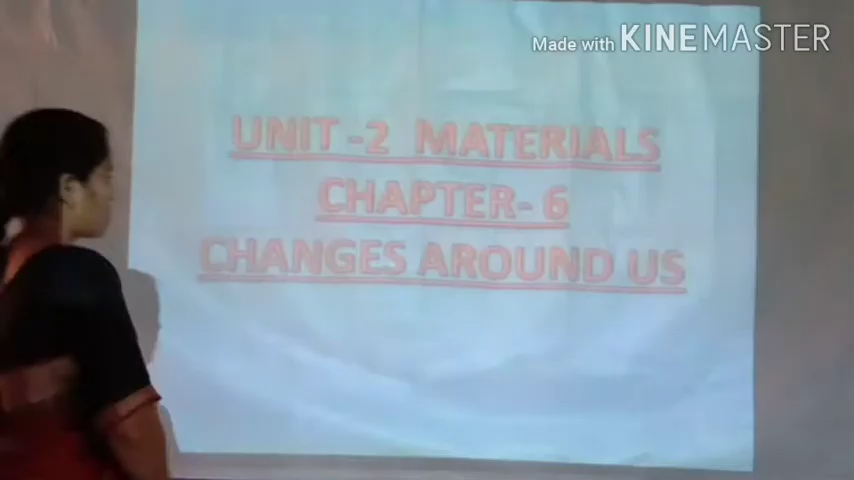 Made with KINEMASTER
UNIT -2 MATERIALS
CHAPTER- 6
CHANGES AROUND US